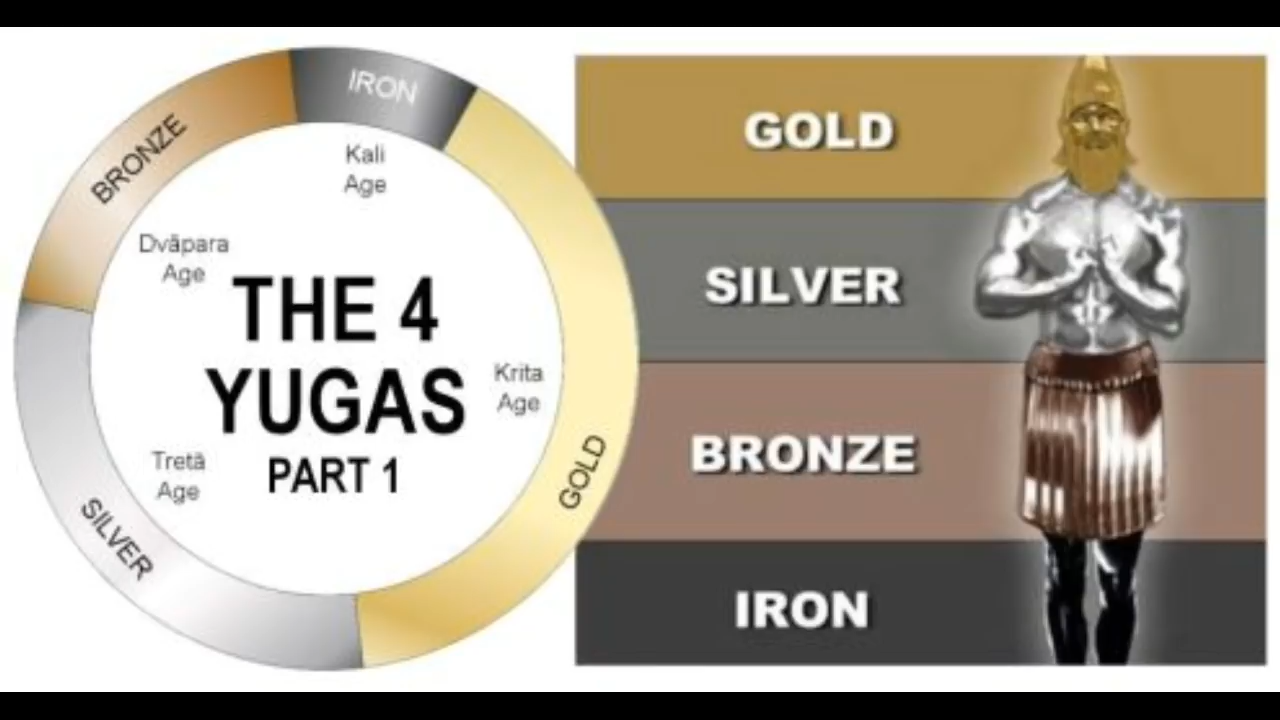 IRON
BRONZE
Kali
Age
Dvāpara
Age
THE 4
YUGAS
PART 1
Krita
Age
Tretā
Age
GOLD
SILVER
GOLD
SILVER
BRONZE
IRON